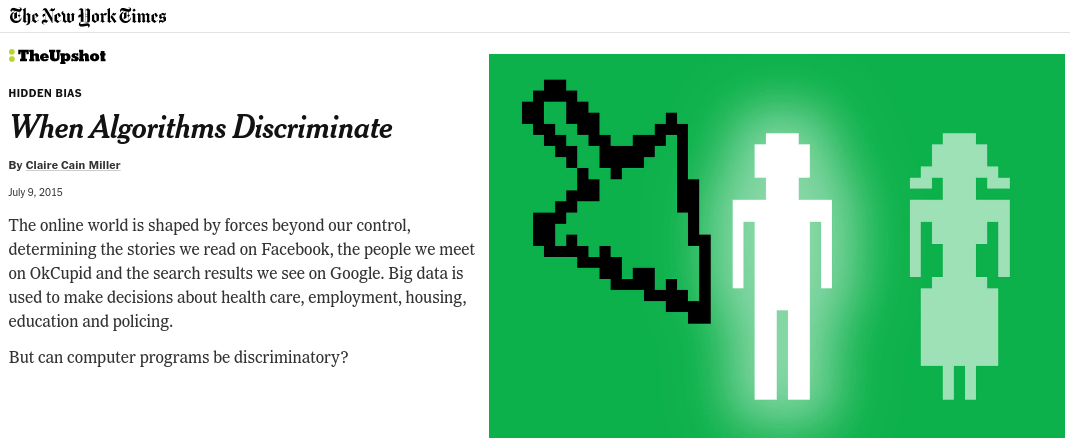 The New York Times
TheUpshot
HIDDEN BIAS
When Algorithms Discriminate
By Claire Cain Miller
July 9, 2015
The online world is shaped by forces beyond our control,
determining the stories we read on Facebook, the people we meet
on OkCupid and the search results we see on Google. Big data is
used to make decisions about health care, employment, housing,
education and policing.
But can computer programs be discriminatory?